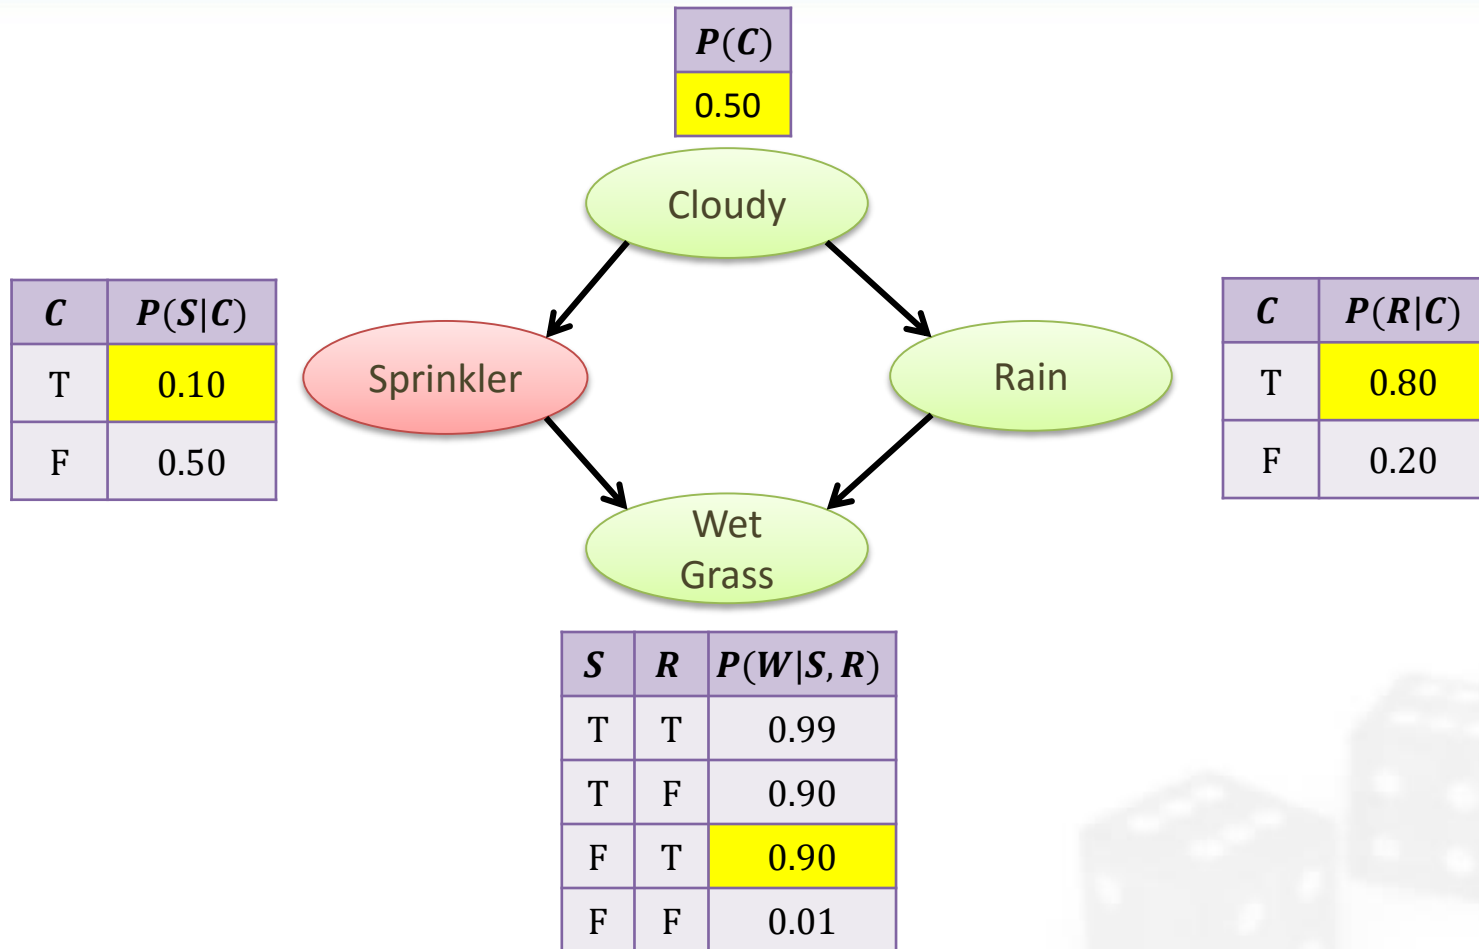 P(C)
0.50
Cloudy
C P(S|C)
T 0.10
F 0.50
Sprinkler
Rain
C P(R|C)
T 0.80
F 0.20
Wet
Grass
S R P(W|S, R)
T T 0.99
T F 0.90
F T 0.90
F F 0.01